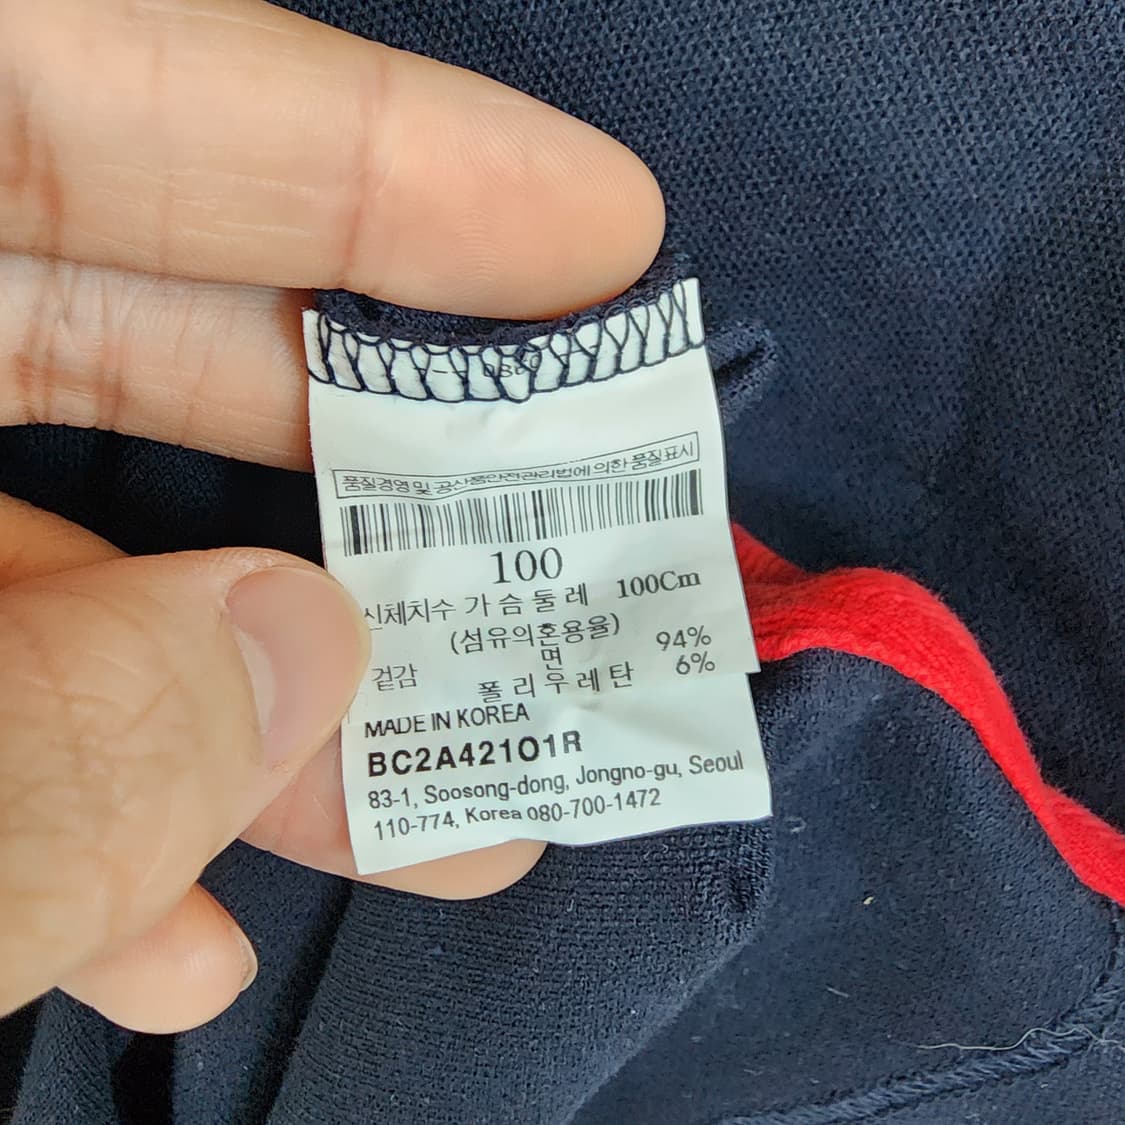 품질경영 및 공산품안전관리법에 의한 품질표시
100
신체치수 가슴둘레 100Cm
(섬유의혼용율)
면 94%
겉감 폴리우레탄 6%
MADE IN KOREA
BC2A421O1R
83-1, Soosong-dong, Jongno-gu, Seoul
110-774, Korea 080-700-1472